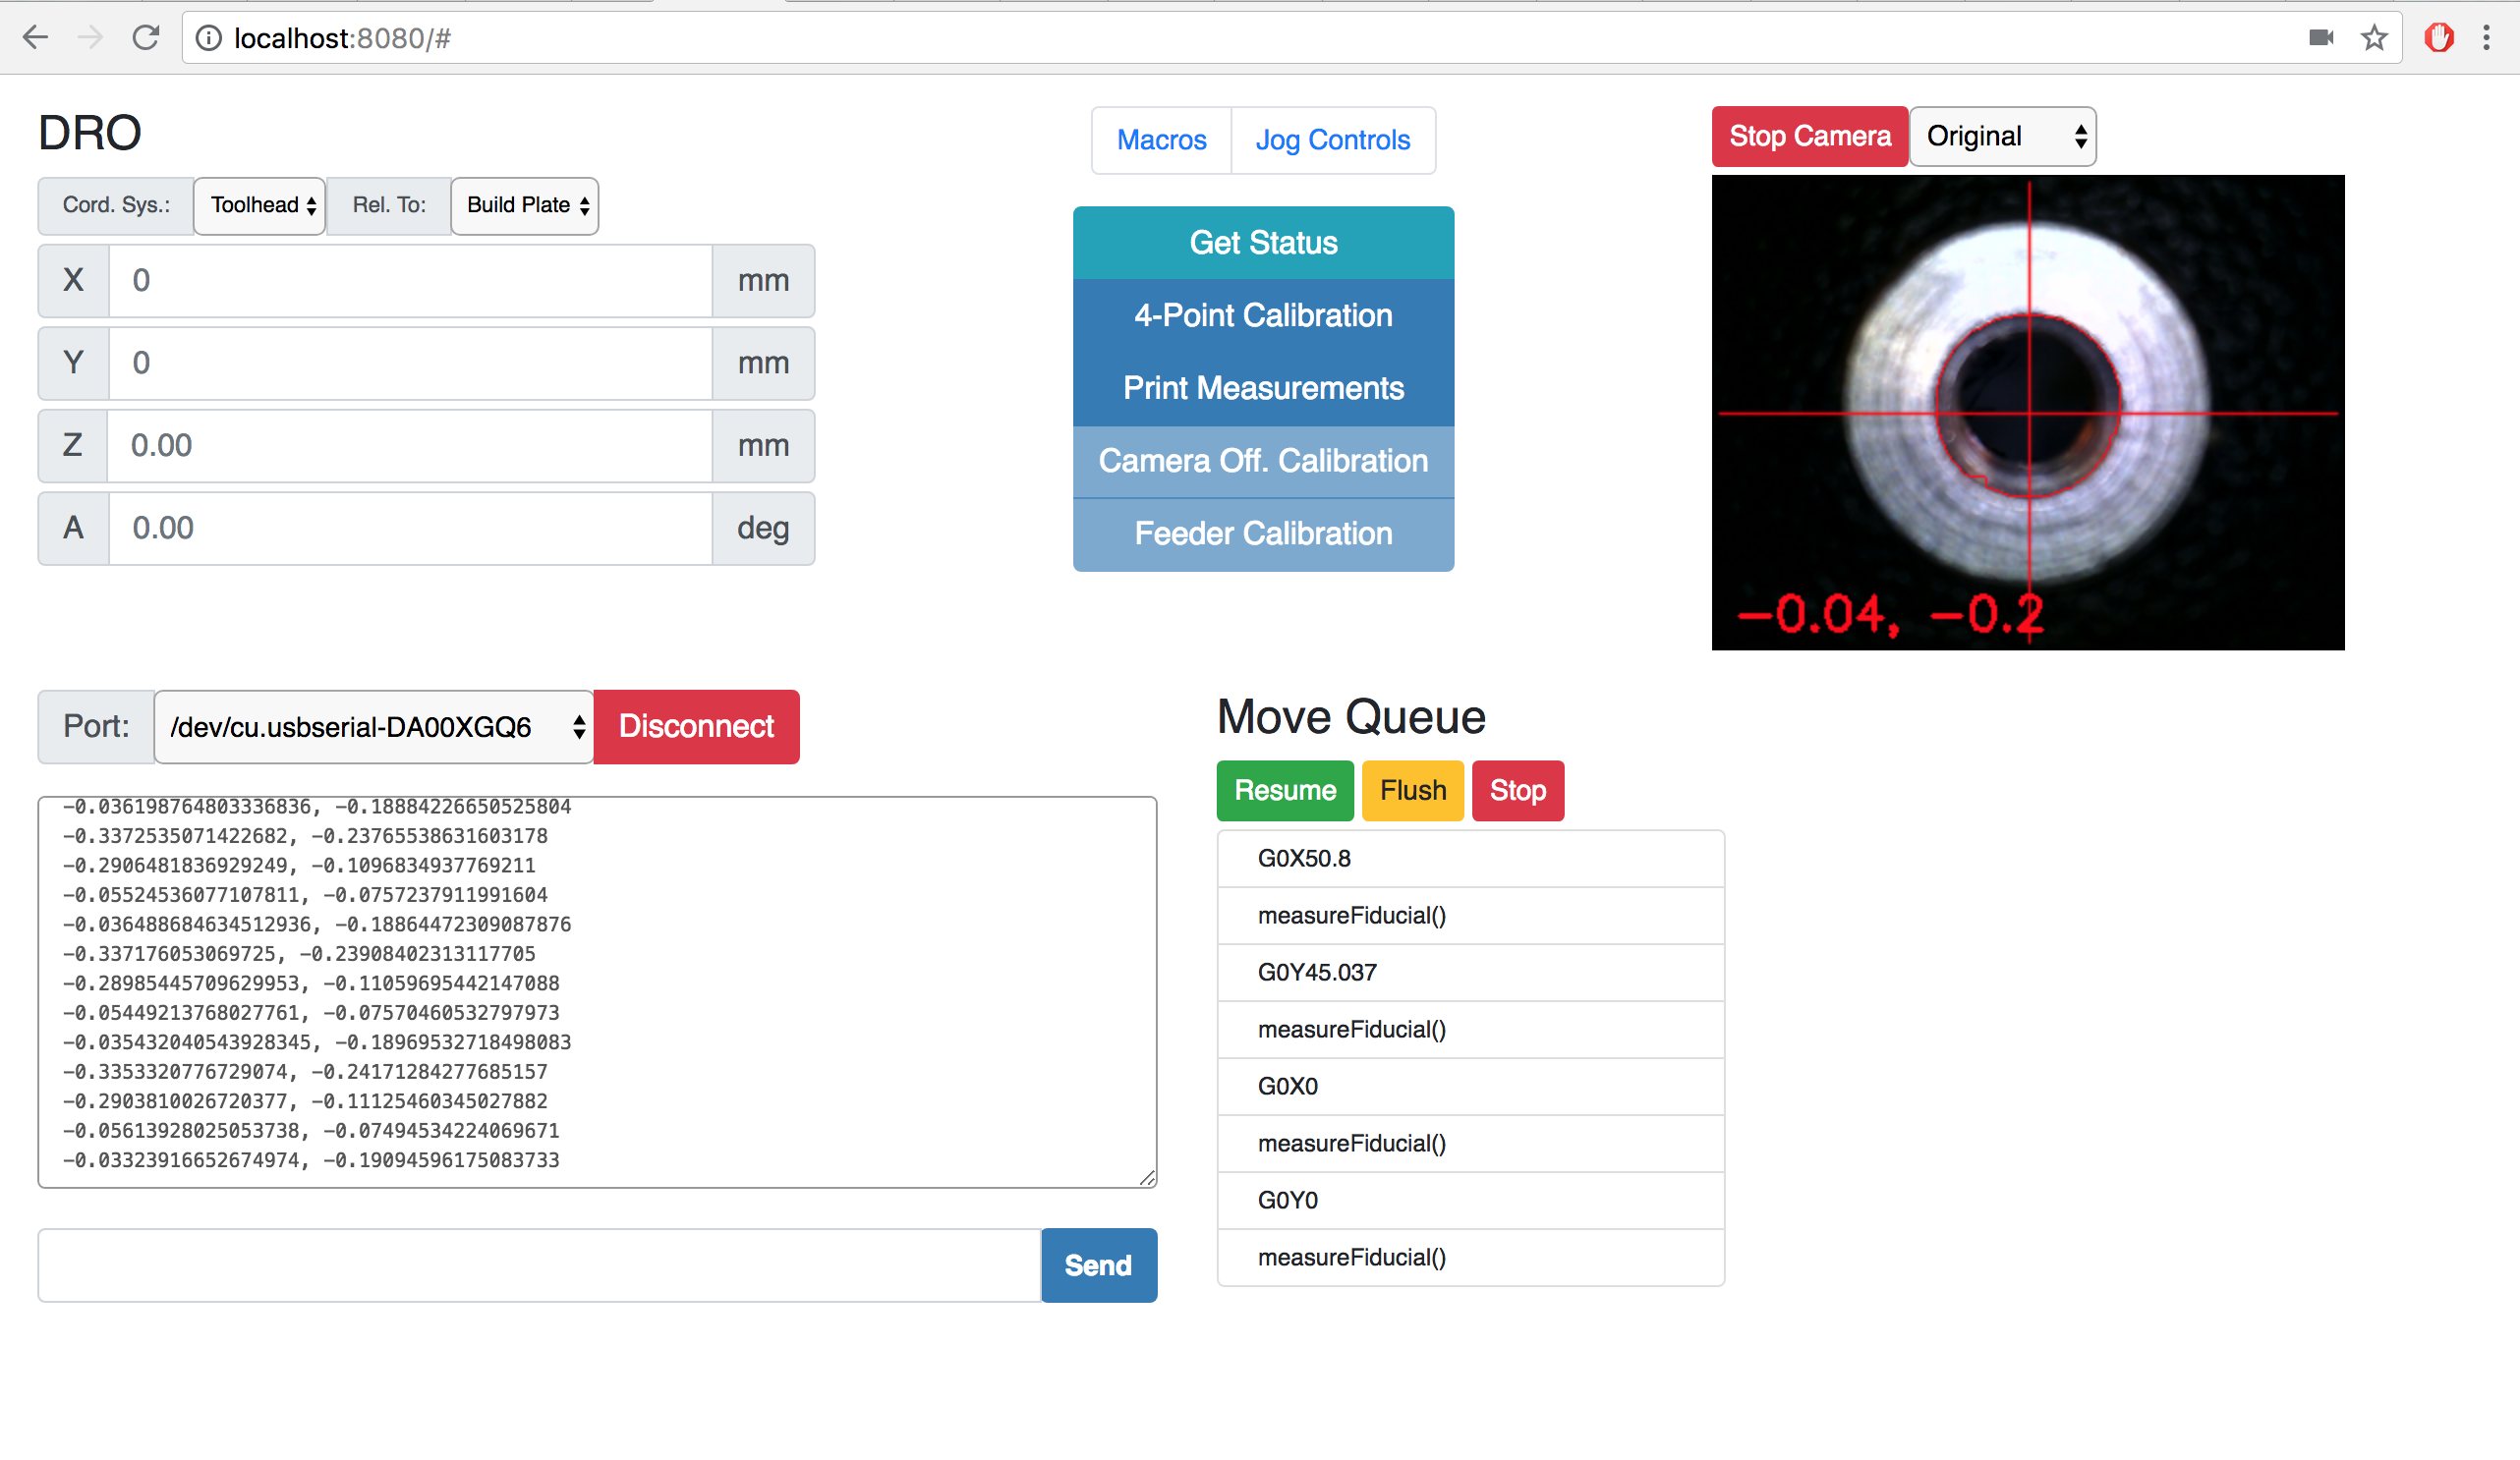 localhost:8080/#
DRO
Cord. Sys.: Toolhead Rel. To: Build Plate
X 0 mm
Y 0 mm
Z 0.00 mm
A 0.00 deg
Macros Jog Controls
Get Status
4-Point Calibration
Print Measurements
Camera Off. Calibration
Feeder Calibration
Stop Camera Original
-0.04, -0.2
Port: /dev/cu.usbserial-DA00XGQ6 Disconnect
-0.036198764803336836, -0.18884226650525804
-0.3372535071422682, -0.23765538631603178
-0.2906481836929249, -0.1096834937769211
-0.05524536077107811, -0.0757237911991604
-0.036488684634512936, -0.18864472309087876
-0.337176053069725, -0.23908402313117705
-0.28985445709629953, -0.11059695442147088
-0.05449213768027761, -0.07570460532797973
-0.035432040543928345, -0.18969532718498083
-0.3353320776729074, -0.24171284277685157
-0.2903810026720377, -0.11125460345027882
-0.05613928025053738, -0.07494534224069671
-0.03323916652674974, -0.19094596175083733
Send
Move Queue
Resume Flush Stop
G0X50.8
measureFiducial()
G0Y45.037
measureFiducial()
G0X0
measureFiducial()
G0Y0
measureFiducial()